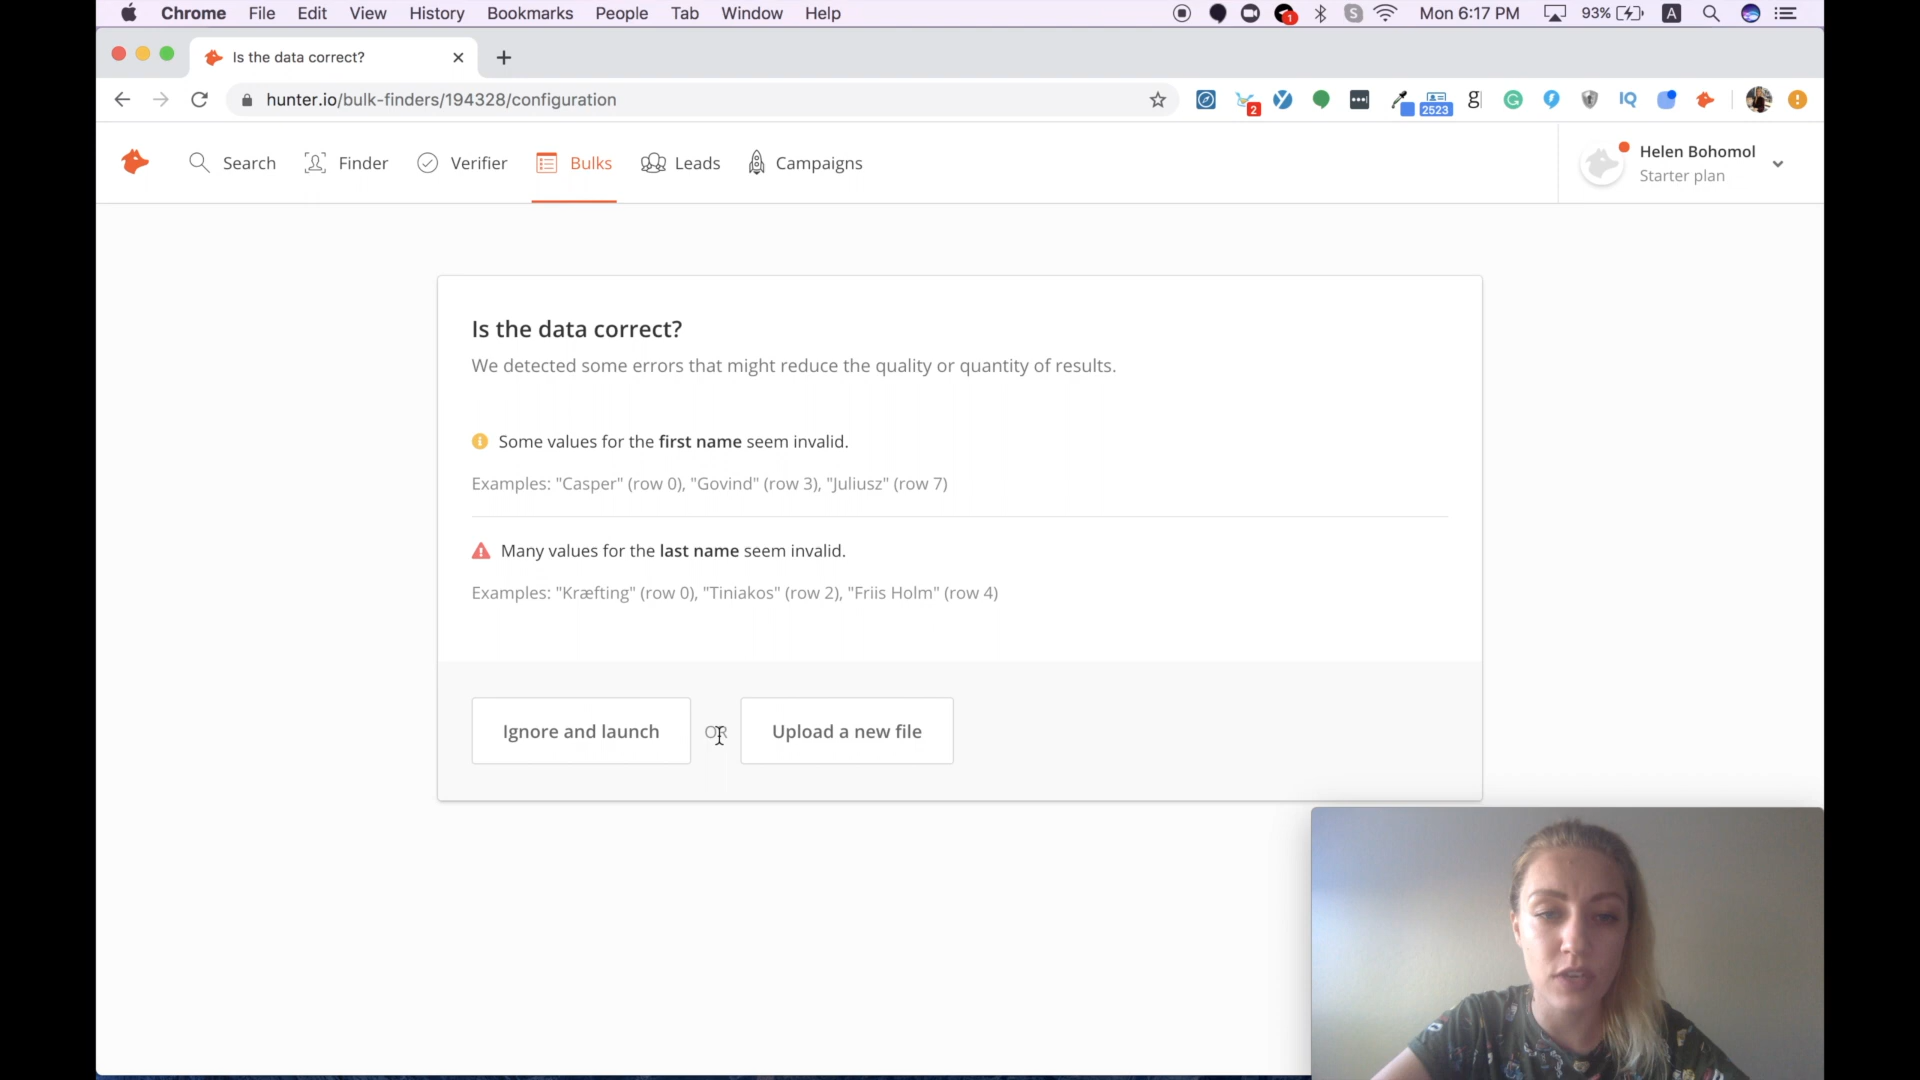 Chrome File Edit View History Bookmarks People Tab Window Help 1 S Mon 6:17 PM 93% A
Is the data correct?
hunter.io/bulk-finders/194328/configuration 2 2523 g IQ
Search Finder Verifier Bulks Leads Campaigns
Helen Bohomol
Starter plan
Is the data correct?
We detected some errors that might reduce the quality or quantity of results.
Some values for the first name seem invalid.
Examples: "Casper" (row 0), "Govind" (row 3), "Juliusz" (row 7)
Many values for the last name seem invalid.
Examples: "Kræfting" (row 0), "Tiniakos" (row 2), "Friis Holm" (row 4)
Ignore and launch OR Upload a new file